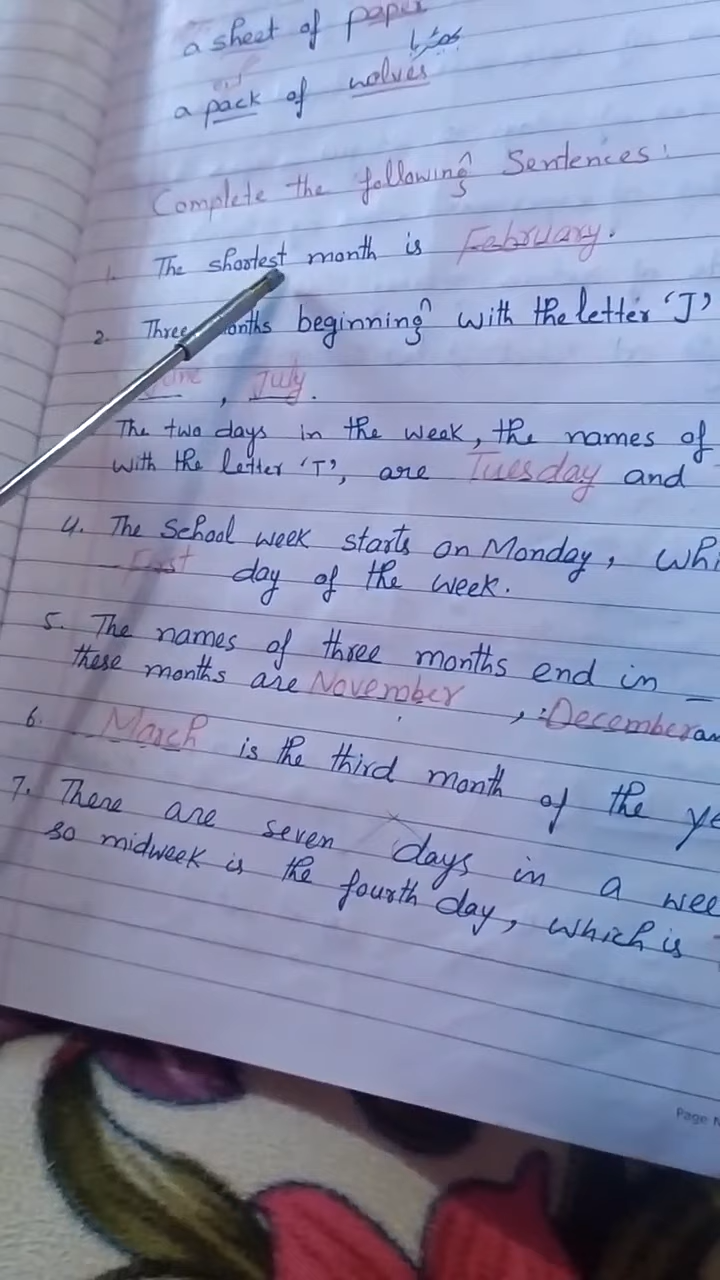 a sheet of paper
a pack of wolves
Complete the following Sentences:
1. The shortest month is February.
2. Three months beginning with the letter 'J'
June, July.
The two days in the week, the names of
with the letter 'T', are Tuesday and
4. The School week starts on Monday, whi
First day of the week.
5. The names of three months end in
these months are November, December an
6. March is the third month of the ye
7. There are seven days in a wee
so midweek is the fourth day, which is
Page N